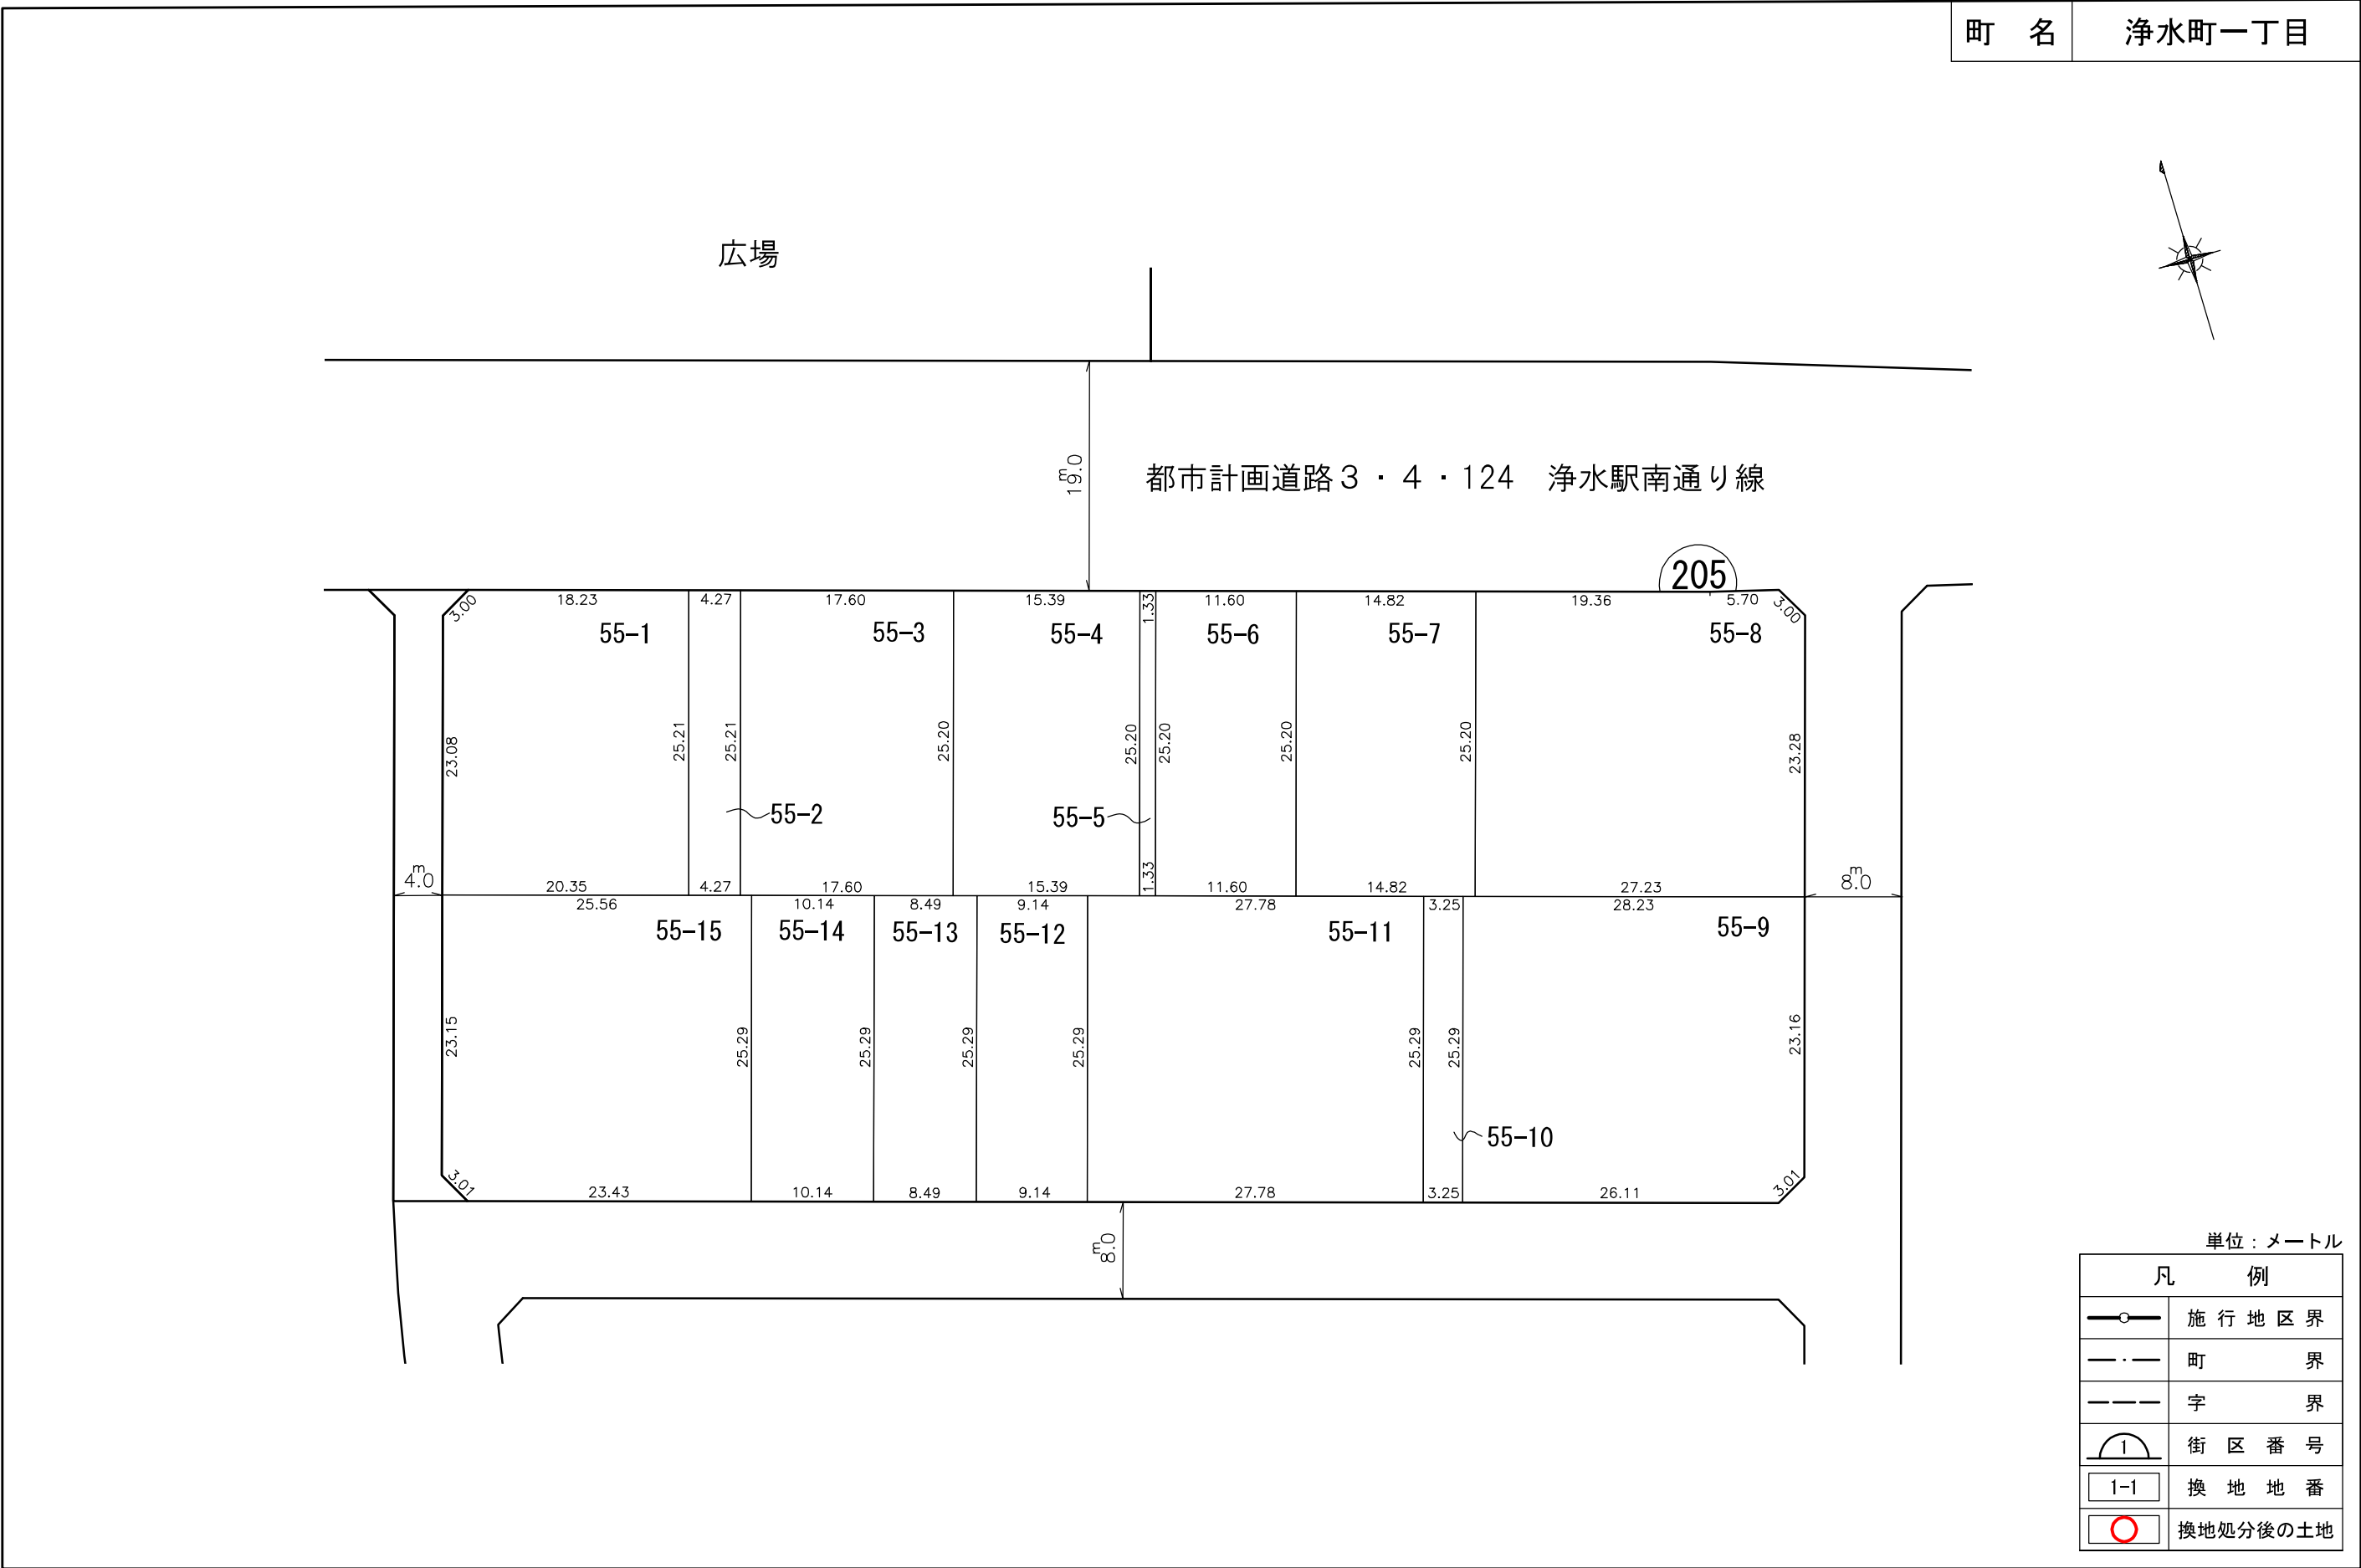 町　名　浄水町一丁目
広場
19.0m
都市計画道路３・４・124　浄水駅南通り線
205
3.00 18.23 4.27 17.60 15.39 1.33 11.60 14.82 19.36 5.70 3.00
55-1 55-3 55-4 55-6 55-7 55-8
23.08 25.21 25.21 25.20 25.20 25.20 25.20 25.20 23.28
55-2 55-5
4.0m 20.35 4.27 17.60 15.39 1.33 11.60 14.82 27.23 8.0m
25.56 10.14 8.49 9.14 27.78 3.25 28.23
55-15 55-14 55-13 55-12 55-11 55-9
23.15 25.29 25.29 25.29 25.29 25.29 25.29 23.16
55-10
3.01 23.43 10.14 8.49 9.14 27.78 3.25 26.11 3.01
8.0m
単位：メートル
凡　例
施行地区界
町界
字界
1 街区番号
1-1 換地地番
換地処分後の土地